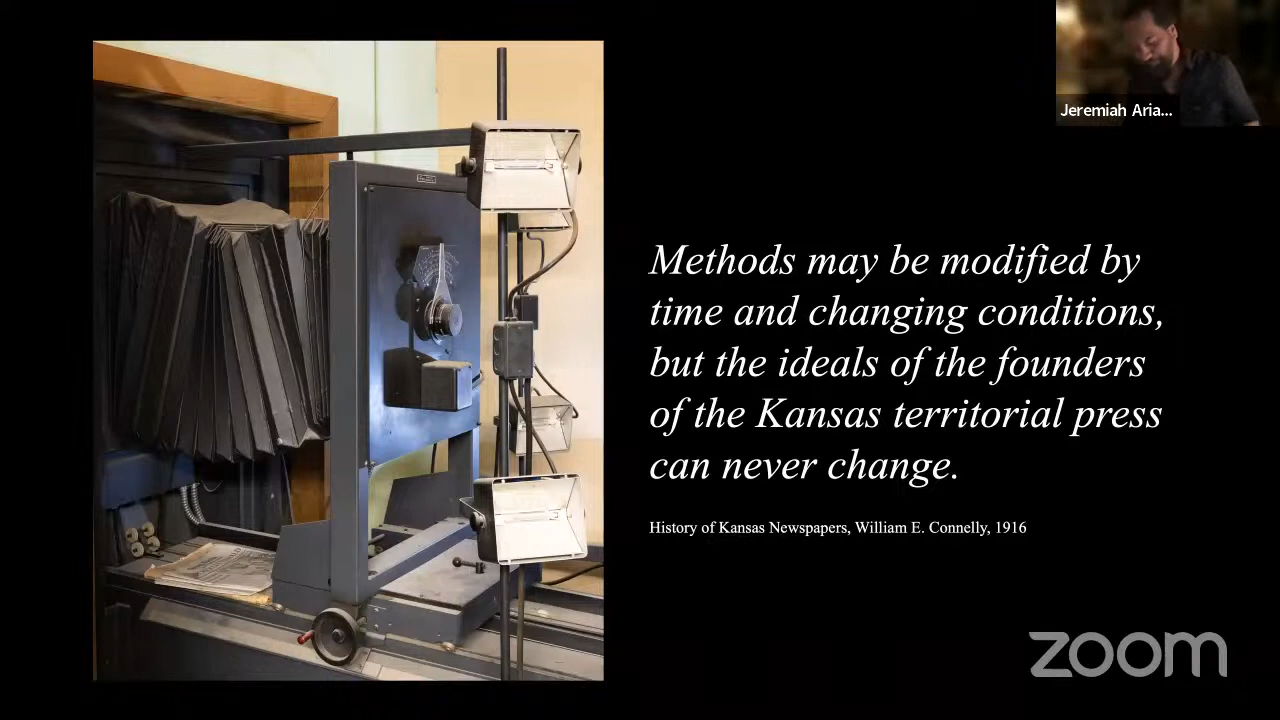 Jeremiah Aria...
Methods may be modified by
time and changing conditions,
but the ideals of the founders
of the Kansas territorial press
can never change.
History of Kansas Newspapers, William E. Connelly, 1916
zoom